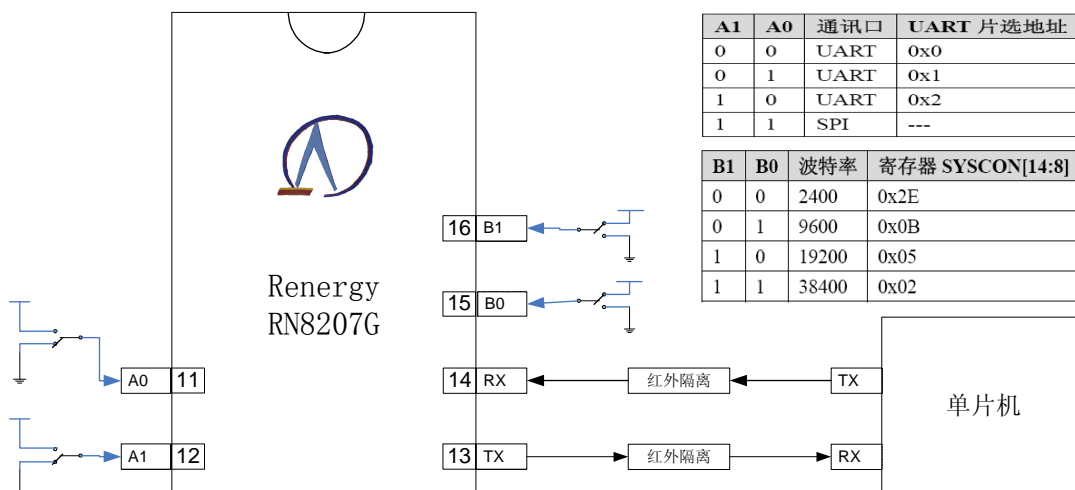 A1 A0 通讯口 UART 片选地址
0 0 UART 0x0
0 1 UART 0x1
1 0 UART 0x2
1 1 SPI ---
B1 B0 波特率 寄存器 SYSCON[14:8]
0 0 2400 0x2E
0 1 9600 0x0B
1 0 19200 0x05
1 1 38400 0x02
16 B1
15 B0
Renergy
RN8207G
A0 11
14 RX
红外隔离
TX
单片机
A1 12
13 TX
红外隔离
RX